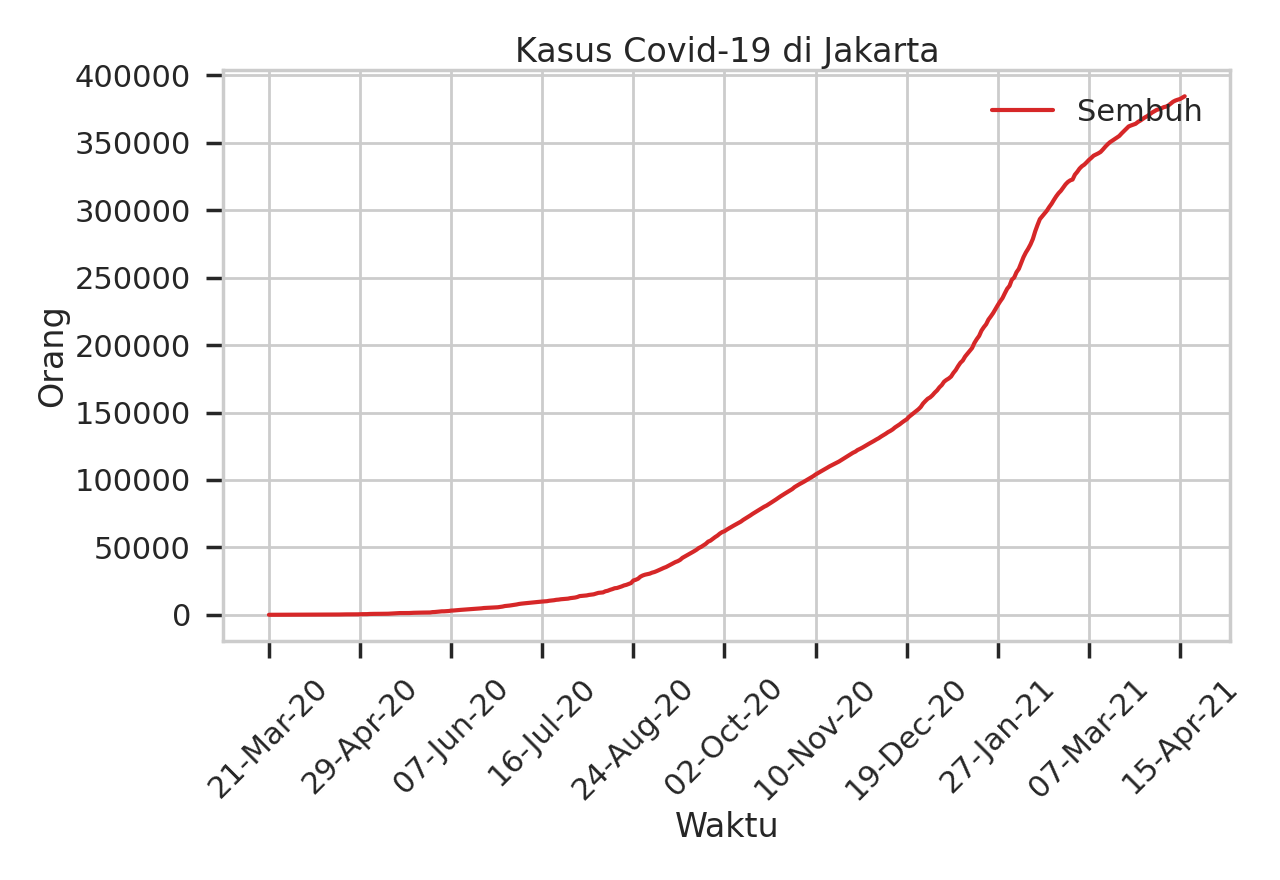 Kasus Covid-19 di Jakarta
Sembuh
400000
350000
300000
250000
200000
150000
100000
50000
0
Orang
21-Mar-20
29-Apr-20
07-Jun-20
16-Jul-20
24-Aug-20
02-Oct-20
10-Nov-20
19-Dec-20
27-Jan-21
07-Mar-21
15-Apr-21
Waktu